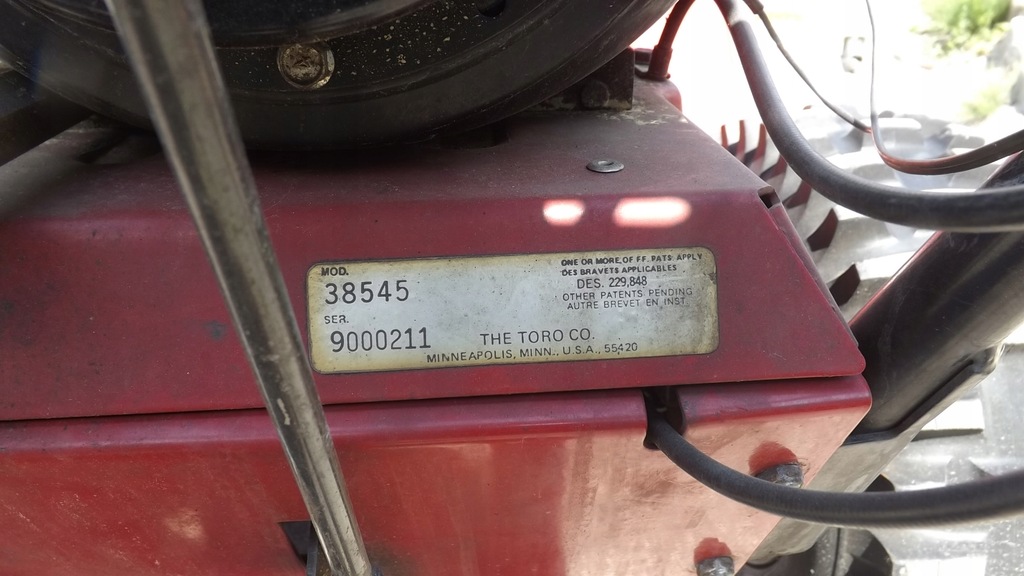 MOD.
38545
SER.
9000211
ONE OR MORE OF FF. PATS. APPLY
DES BRAVETS APPLICABLES
DES. 229,848
OTHER PATENTS PENDING
AUTRE BREVET EN INST.
THE TORO CO.
MINNEAPOLIS, MINN., U.S.A., 55420